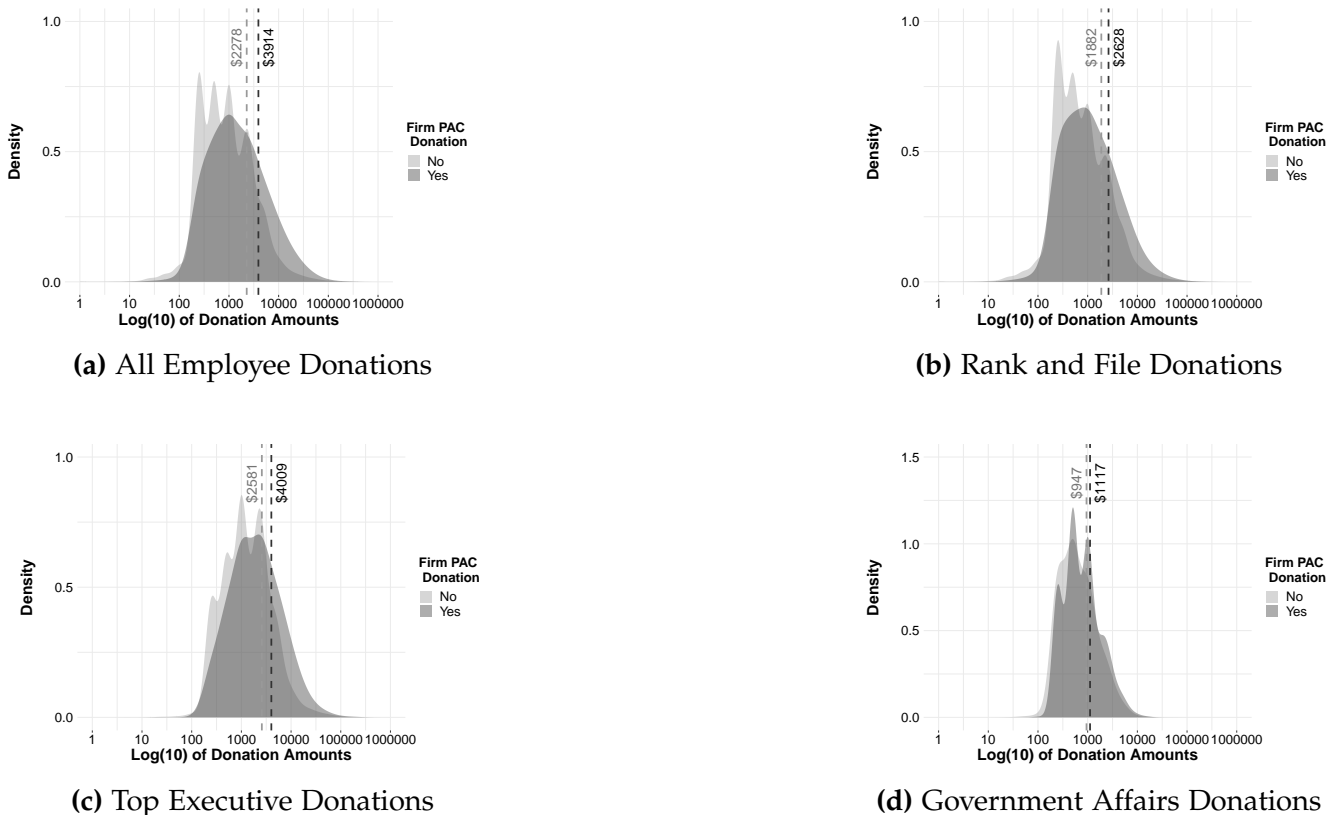 1.0
0.5
0.0
Density
$2278
$3914
Firm PAC
Donation
No
Yes
1 10 100 1000 10000 100000 1000000
Log(10) of Donation Amounts
(a) All Employee Donations
1.0
0.5
0.0
Density
$1882
$2628
Firm PAC
Donation
No
Yes
1 10 100 1000 10000 100000 1000000
Log(10) of Donation Amounts
(b) Rank and File Donations
1.0
0.5
0.0
Density
$2581
$4009
Firm PAC
Donation
No
Yes
1 10 100 1000 10000 100000 1000000
Log(10) of Donation Amounts
(c) Top Executive Donations
1.5
1.0
0.5
0.0
Density
$947
$1117
Firm PAC
Donation
No
Yes
1 10 100 1000 10000 100000 1000000
Log(10) of Donation Amounts
(d) Government Affairs Donations